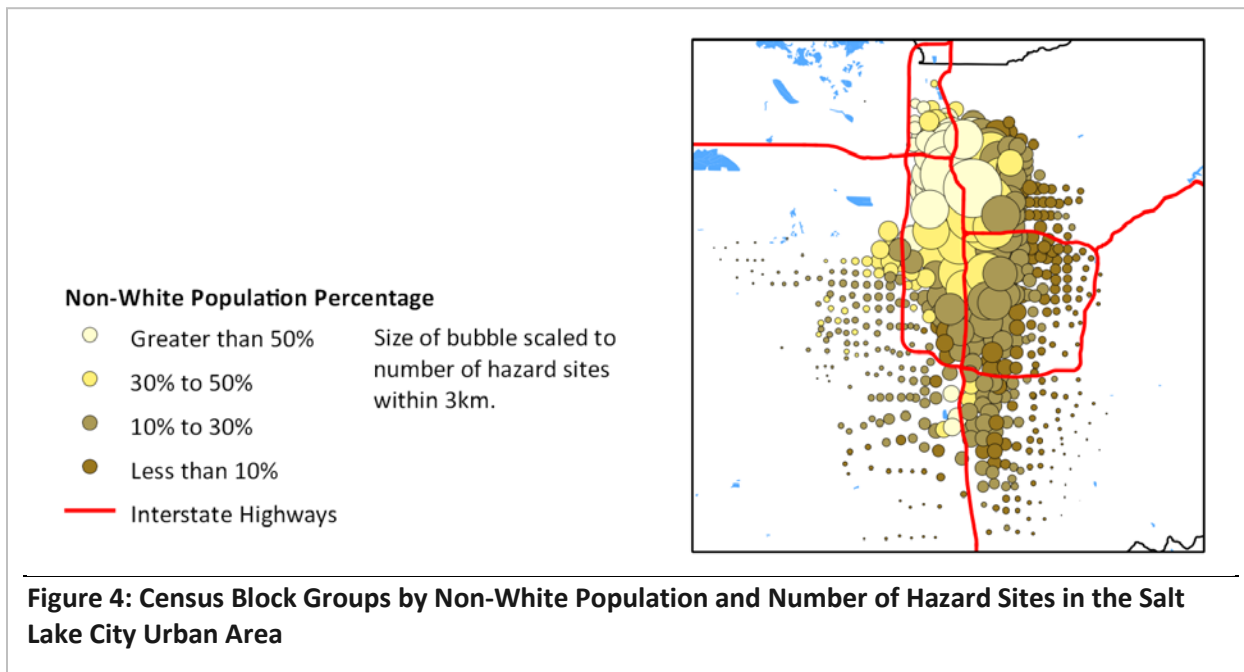 Non-White Population Percentage
Greater than 50%
30% to 50%
10% to 30%
Less than 10%
Interstate Highways
Size of bubble scaled to
number of hazard sites
within 3km.
Figure 4: Census Block Groups by Non-White Population and Number of Hazard Sites in the Salt
Lake City Urban Area